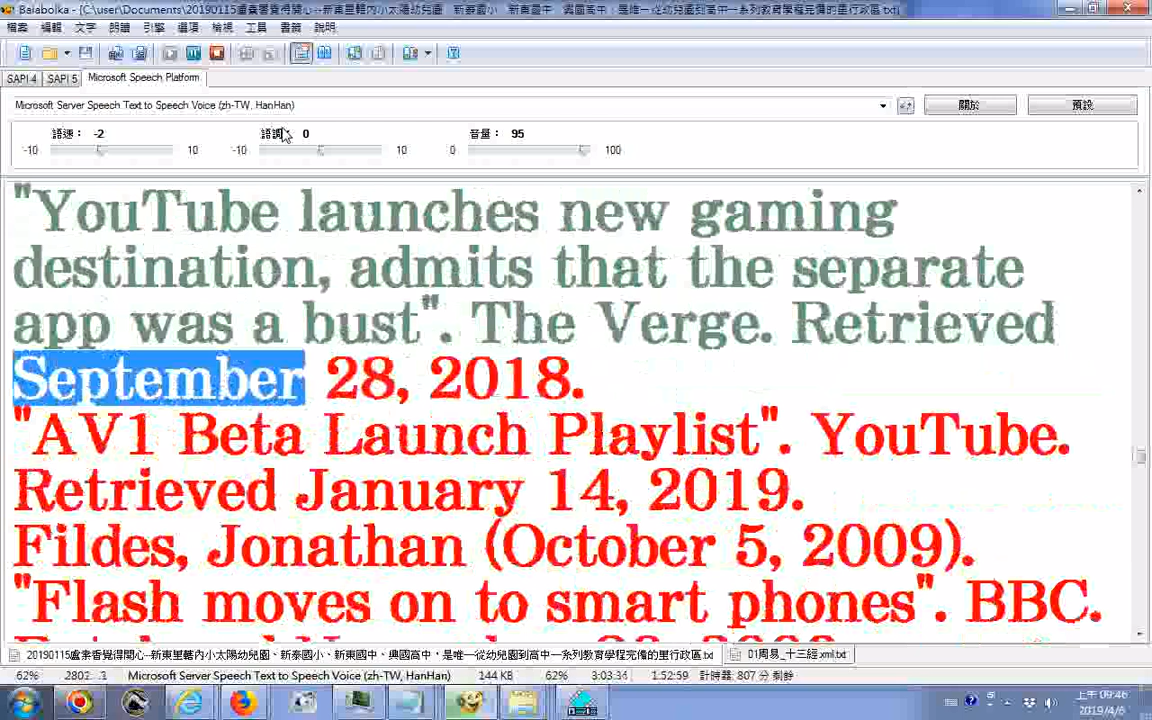 Balabolka - [C:\user\Documents\20190115盧素香覺得開心--新東里轄內小太陽幼兒園、新泰國小、新東國中、興國高中，是唯一從幼兒園到高中一系列教育學程完備的里行政區.txt]
檔案 編輯 文字 朗讀 引擎 選項 檢視 工具 書籤 說明
SAPI 4 SAPI 5 Microsoft Speech Platform
Microsoft Server Speech Text to Speech Voice (zh-TW, HanHan) 關於 預設
語速： -2 語調： 0 音量： 95
-10 10 -10 10 0 100
"YouTube launches new gaming
destination, admits that the separate
app was a bust". The Verge. Retrieved
September 28, 2018.
"AV1 Beta Launch Playlist". YouTube.
Retrieved January 14, 2019.
Fildes, Jonathan (October 5, 2009).
"Flash moves on to smart phones". BBC.
20190115盧素香覺得開心--新東里轄內小太陽幼兒園、新泰國小、新東國中、興國高中，是唯一從幼兒園到高中一系列教育學程完備的里行政區.txt 01周易_十三經.xml.txt
62% Microsoft Server Speech Text to Speech Voice (zh-TW, HanHan) 144 KB 62% 3:03.34 1:52:59 計時器: 807 分 剩餘
上午 09:46
2019/4/6